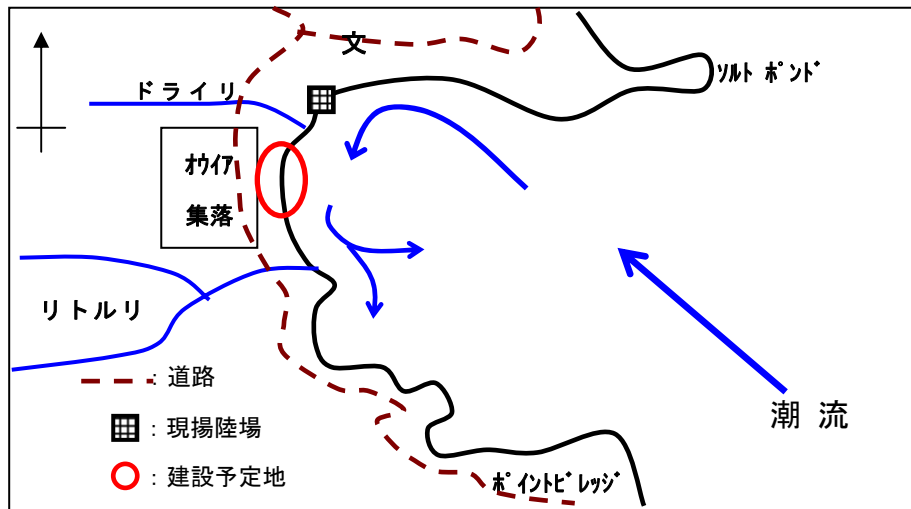 文
ソルト ポンド
ドライリ
オウイア
集落
リトルリ
: 道路
: 現揚陸場
: 建設予定地
潮 流
ポイントビレッジ